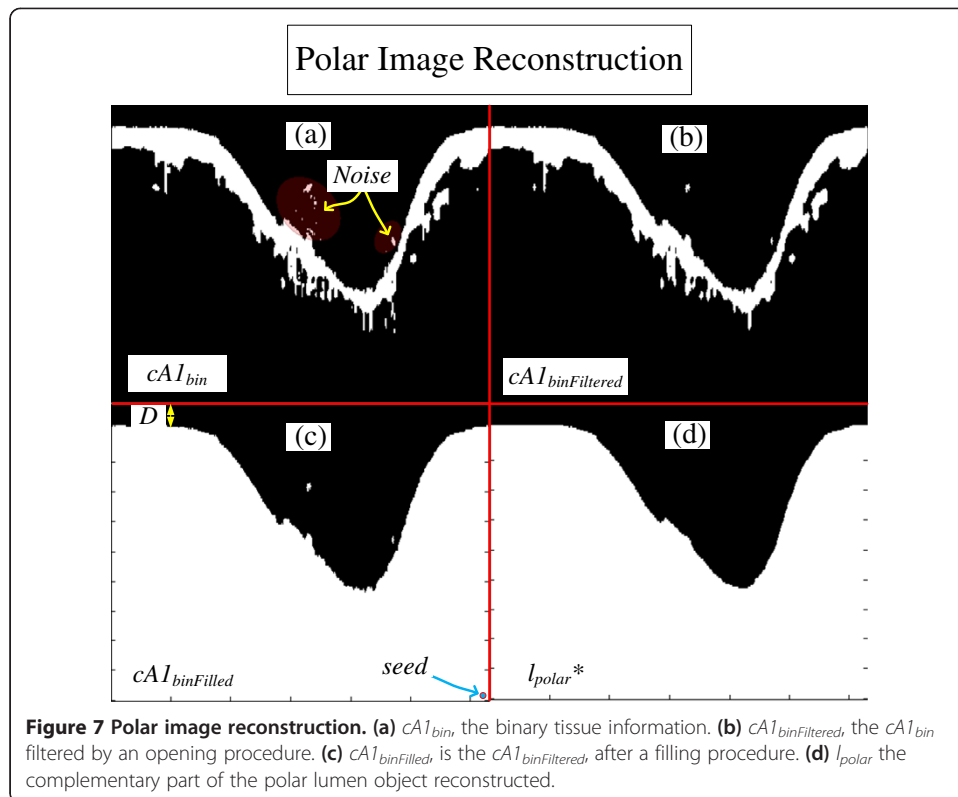 Polar Image Reconstruction
(a)
(b)
Noise
cA1bin
cA1binFiltered
D
(c)
(d)
cA1binFilled
seed
lpolar*
Figure 7 Polar image reconstruction. (a) cA1bin, the binary tissue information. (b) cA1binFiltered, the cA1bin
filtered by an opening procedure. (c) cA1binFilled, is the cA1binFiltered, after a filling procedure. (d) lpolar the
complementary part of the polar lumen object reconstructed.